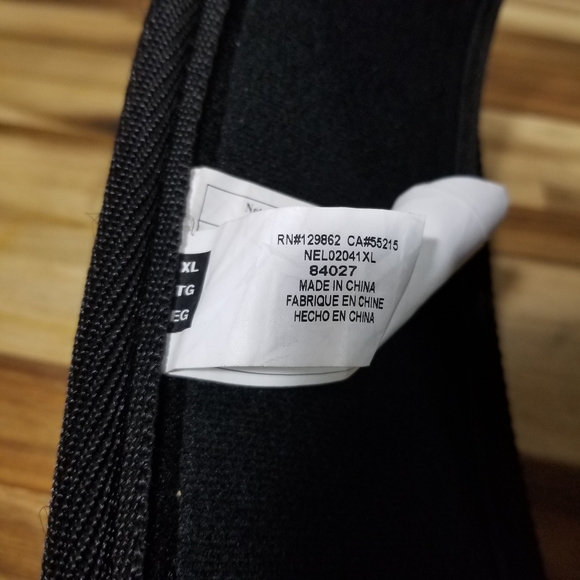 RN#129862 CA#55215
NEL02041XL
84027
MADE IN CHINA
FABRIQUE EN CHINE
HECHO EN CHINA
XL
TG
EG